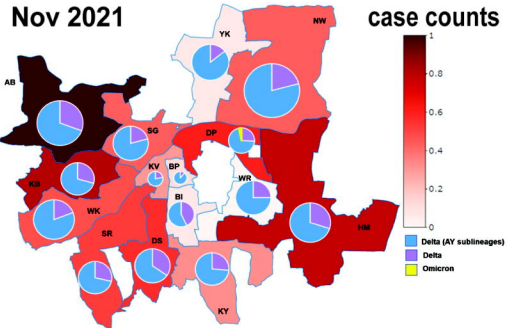 Nov 2021
case counts
YK
NW
1
AB
0.8
SG
DP
0.6
KV
BP
KB
WR
0.4
BI
WK
0.2
SR
HM
DS
0
Delta (AY sublineages)
Delta
Omicron
KY